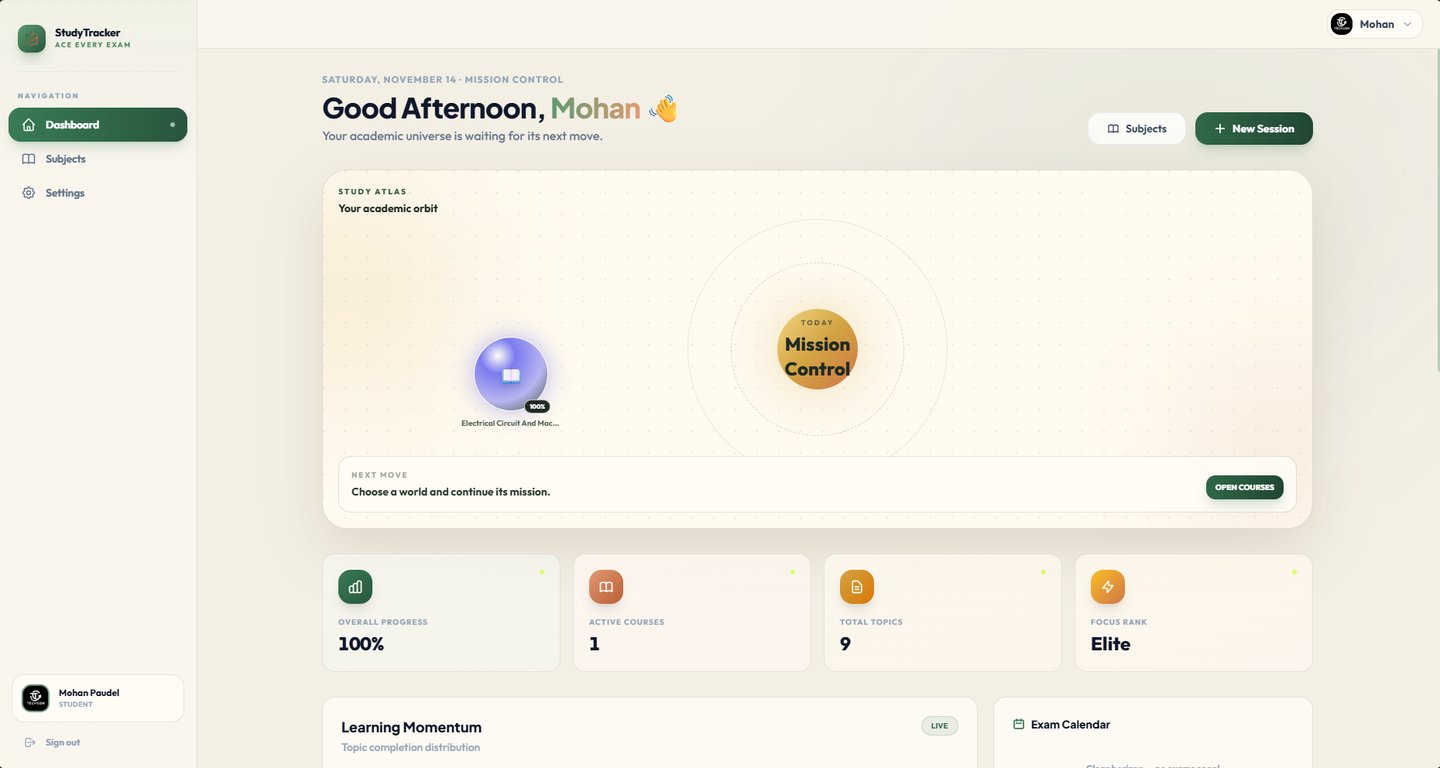 StudyTracker
ACE EVERY EXAM
NAVIGATION
Dashboard
Subjects
Settings
Mohan Paudel
STUDENT
Sign out
Mohan
SATURDAY, NOVEMBER 14 · MISSION CONTROL
Good Afternoon, Mohan 👋
Your academic universe is waiting for its next move.
Subjects
New Session
STUDY ATLAS
Your academic orbit
TODAY
Mission
Control
100%
Electrical Circuit And Mac...
NEXT MOVE
Choose a world and continue its mission.
OPEN COURSES
OVERALL PROGRESS
100%
ACTIVE COURSES
1
TOTAL TOPICS
9
FOCUS RANK
Elite
Learning Momentum
LIVE
Topic completion distribution
Exam Calendar